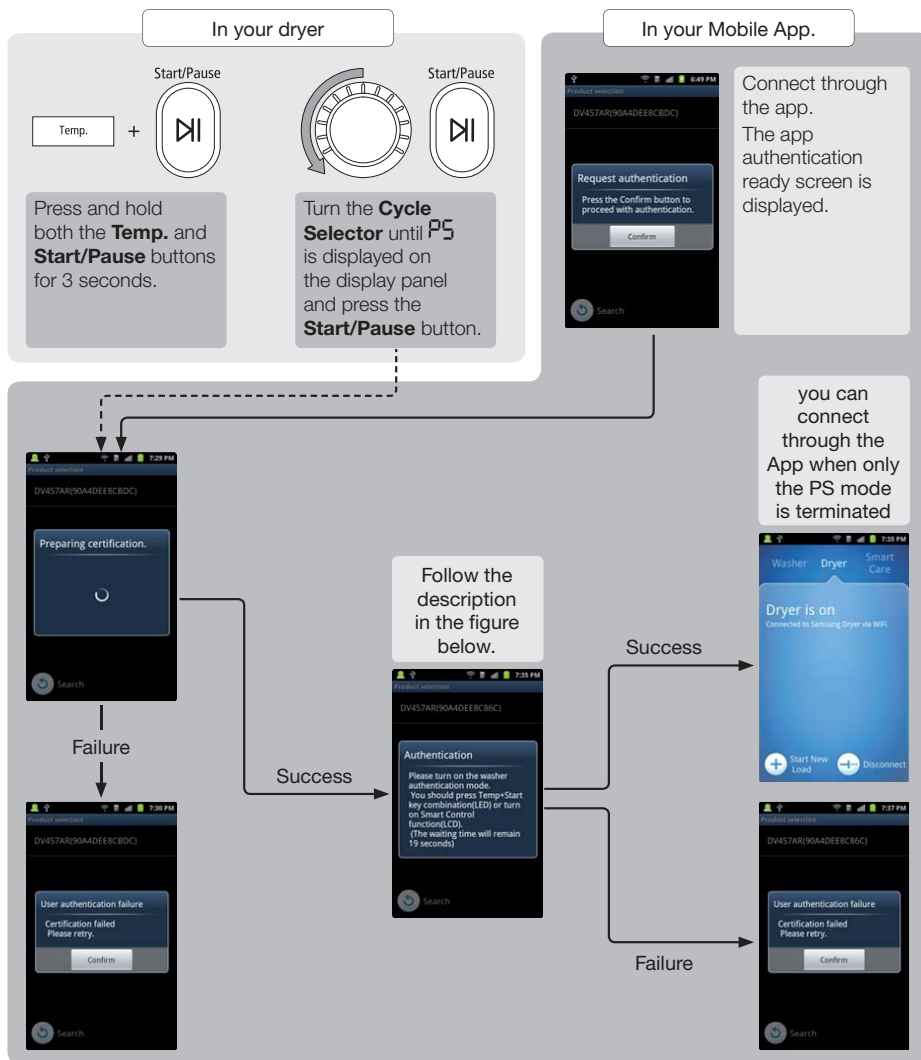 In your dryer
Start/Pause
Temp.
+
Press and hold
both the Temp. and
Start/Pause buttons
for 3 seconds.
Start/Pause
Turn the Cycle
Selector until PS
is displayed on
the display panel
and press the
Start/Pause button.
In your Mobile App.
6:49 PM
Product selection
DV457AR(90A4DEE8CBDC)
Request authentication
Press the Confirm button to
proceed with authentication.
Confirm
Search
Connect through
the app.
The app
authentication
ready screen is
displayed.
7:29 PM
Product selection
DV457AR(90A4DEE8CBDC)
Preparing certification.
Search
Failure
Success
7:30 PM
Product selection
DV457AR(90A4DEE8CBDC)
User authentication failure
Certification failed
Please retry.
Confirm
Search
Follow the
description
in the figure
below.
7:35 PM
Product selection
DV457AR(90A4DEE8C86C)
Authentication
Please turn on the washer
authentication mode.
You should press Temp+Start
key combination(LED) or turn
on Smart Control
function(LCD).
(The waiting time will remain
19 seconds)
Search
Success
Failure
you can
connect
through the
App when only
the PS mode
is terminated
7:35 PM
Washer Dryer Smart
Care
Dryer is on
Connected to Samsung Dryer via WiFi.
Start New
Load
Disconnect
7:37 PM
Product selection
DV457AR(90A4DEE8C86C)
User authentication failure
Certification failed
Please retry.
Confirm
Search